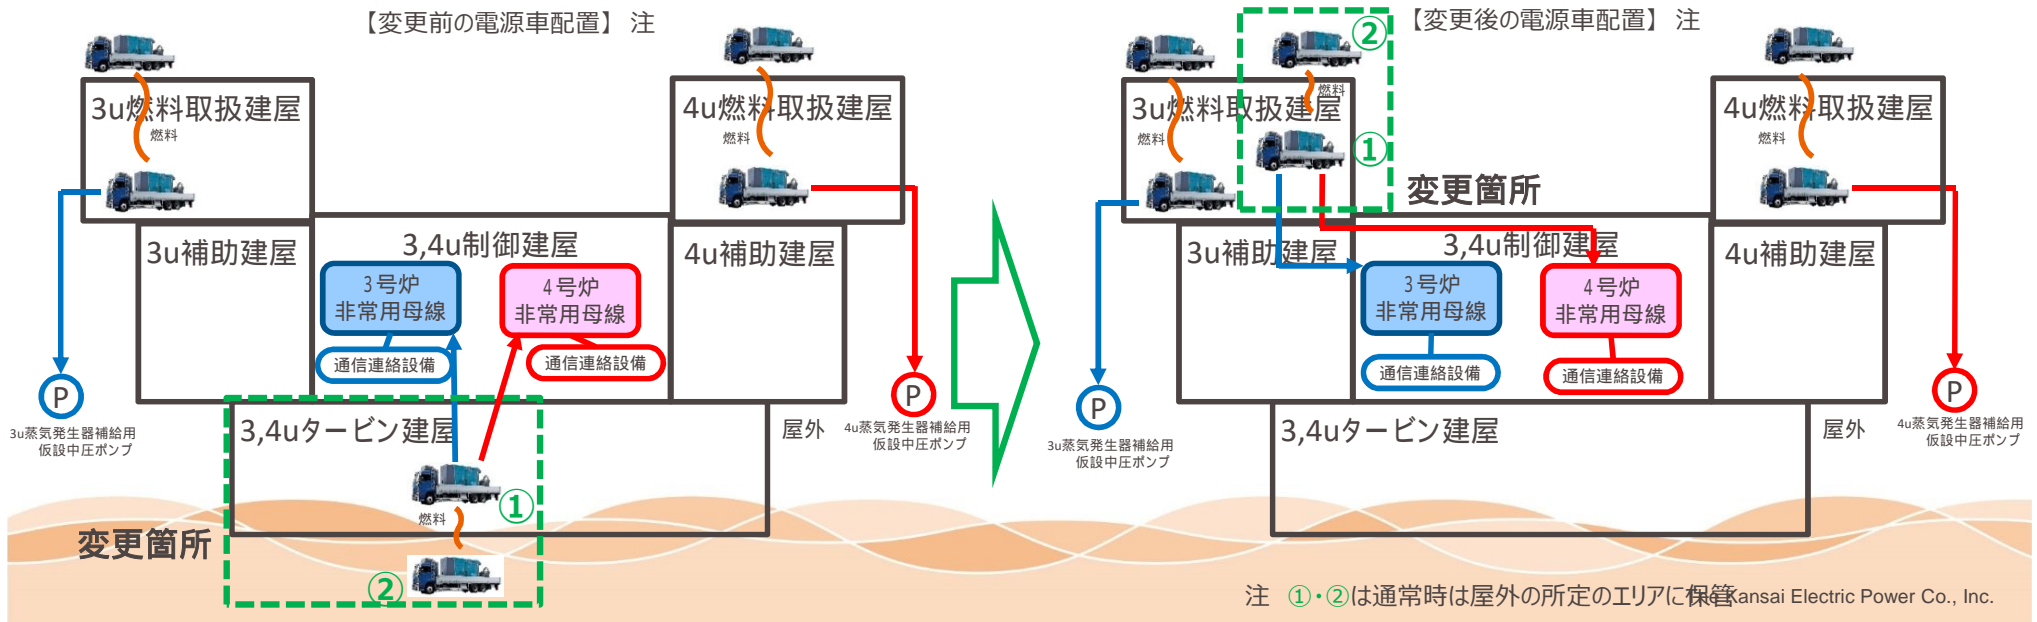 【変更前の電源車配置】 注
3u燃料取扱建屋
燃料
4u燃料取扱建屋
燃料
3u補助建屋
3,4u制御建屋
4u補助建屋
3号炉
非常用母線
4号炉
非常用母線
通信連絡設備
通信連絡設備
P
3u蒸気発生器補給用
仮設中圧ポンプ
P
4u蒸気発生器補給用
仮設中圧ポンプ
屋外
3,4uタービン建屋
①
燃料
変更箇所
②
【変更後の電源車配置】 注
②
燃料
3u燃料取扱建屋
燃料
①
変更箇所
4u燃料取扱建屋
燃料
3u補助建屋
3,4u制御建屋
4u補助建屋
3号炉
非常用母線
4号炉
非常用母線
通信連絡設備
通信連絡設備
P
3u蒸気発生器補給用
仮設中圧ポンプ
P
4u蒸気発生器補給用
仮設中圧ポンプ
屋外
3,4uタービン建屋
注 ①・②は通常時は屋外の所定のエリアに保管
Kansai Electric Power Co., Inc.